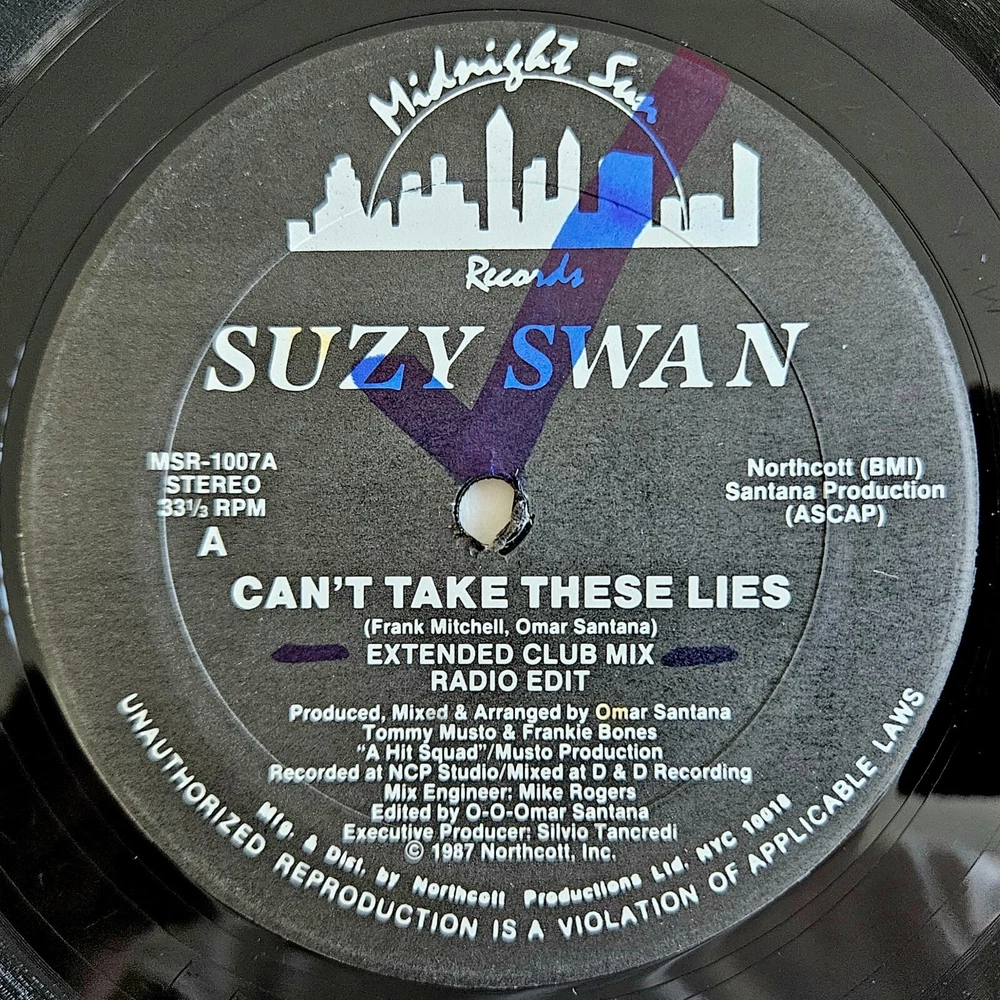 Midnight Sun
Records
SUZY SWAN
MSR-1007A
STEREO
33⅓ RPM
A
Northcott (BMI)
Santana Production
(ASCAP)
CAN'T TAKE THESE LIES
(Frank Mitchell, Omar Santana)
EXTENDED CLUB MIX
RADIO EDIT
Produced, Mixed & Arranged by Omar Santana
Tommy Musto & Frankie Bones
"A Hit Squad"/Musto Production
Recorded at NCP Studio/Mixed at D & D Recording
Mix Engineer: Mike Rogers
Edited by O-O-Omar Santana
Executive Producer: Silvio Tancredi
© 1987 Northcott, Inc.
Mfg. & Dist. by Northcott Productions Ltd. NYC 10018
UNAUTHORIZED REPRODUCTION IS A VIOLATION OF APPLICABLE LAWS